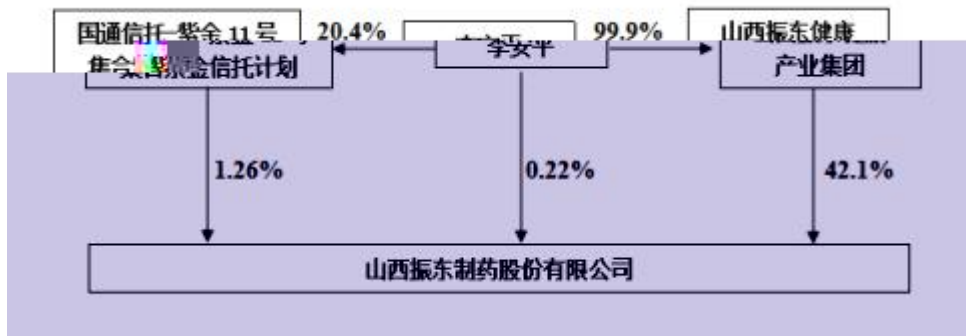 国通信托-紫金 11 号
20.4%
99.9%
山西振东健康
李安平
集合资金信托计划
产业集团
1.26%
0.22%
42.1%
山西振东制药股份有限公司